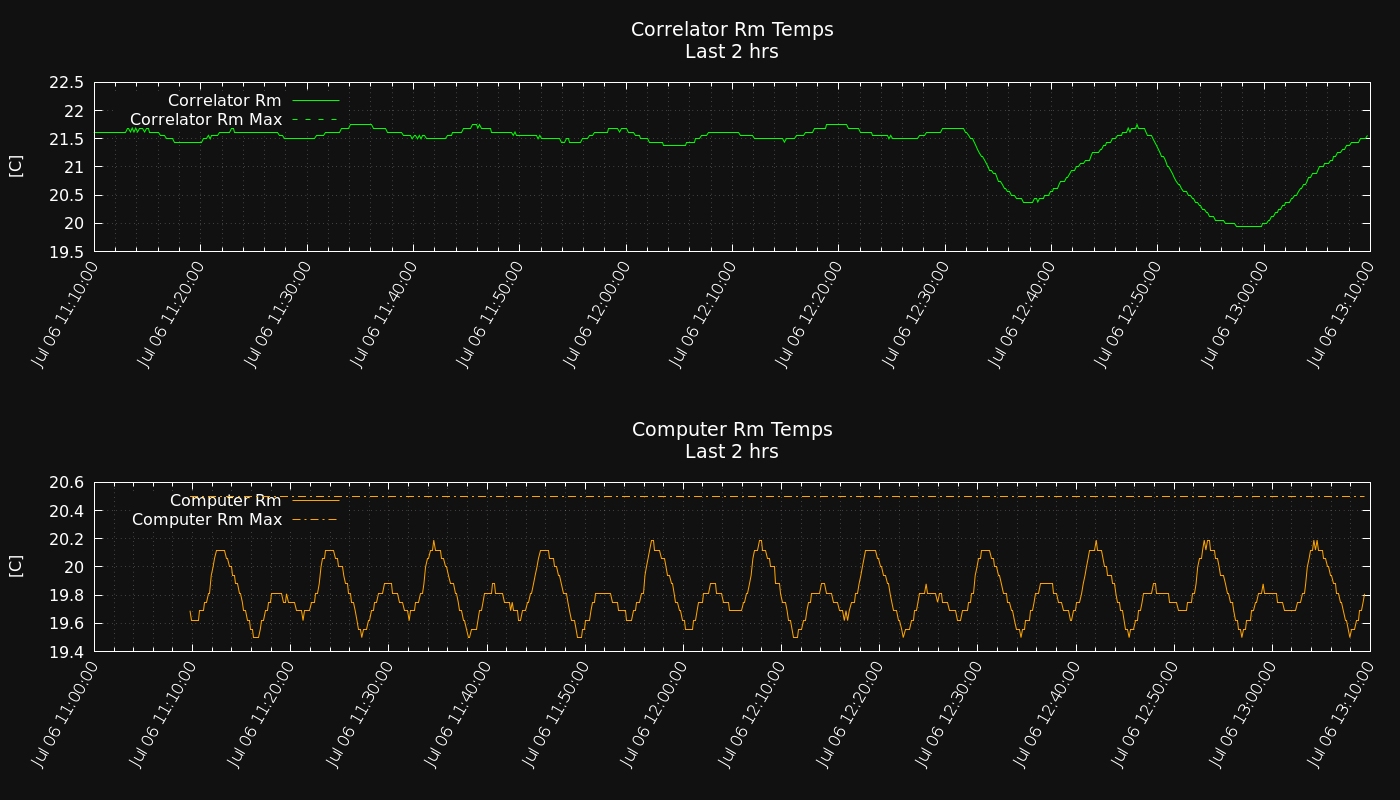 Correlator Rm Temps
Last 2 hrs
22.5
22
21.5
21
20.5
20
19.5
[C]
Correlator Rm
Correlator Rm Max
Jul 06 11:10:00
Jul 06 11:20:00
Jul 06 11:30:00
Jul 06 11:40:00
Jul 06 11:50:00
Jul 06 12:00:00
Jul 06 12:10:00
Jul 06 12:20:00
Jul 06 12:30:00
Jul 06 12:40:00
Jul 06 12:50:00
Jul 06 13:00:00
Jul 06 13:10:00
Computer Rm Temps
Last 2 hrs
20.6
20.4
20.2
20
19.8
19.6
19.4
[C]
Computer Rm
Computer Rm Max
Jul 06 11:00:00
Jul 06 11:10:00
Jul 06 11:20:00
Jul 06 11:30:00
Jul 06 11:40:00
Jul 06 11:50:00
Jul 06 12:00:00
Jul 06 12:10:00
Jul 06 12:20:00
Jul 06 12:30:00
Jul 06 12:40:00
Jul 06 12:50:00
Jul 06 13:00:00
Jul 06 13:10:00